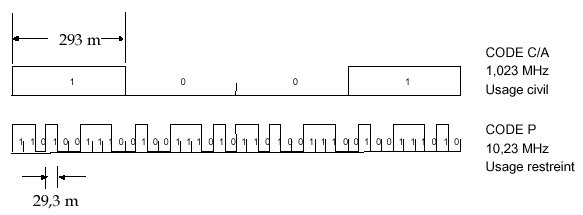 293 m
1 0 0 1
CODE C/A
1,023 MHz
Usage civil
CODE P
10,23 MHz
Usage restreint
29,3 m